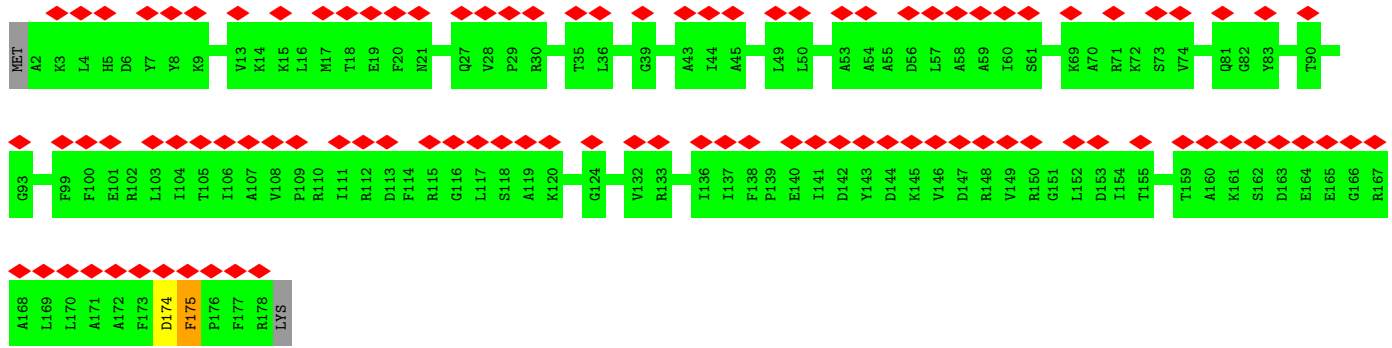 MET A2 K3 L4 H5 D6 Y7 Y8 K9 V13 K14 K15 L16 M17 T18 E19 F20 N21 Q27 V28 P29 R30 T35 L36 G39 A43 I44 A45 L49 L50 A53 A54 A55 D56 L57 A58 A59 I60 S61 K69 A70 R71 K72 S73 V74 Q81 G82 Y83 T90
G93 F99 F100 E101 R102 L103 I104 T105 I106 A107 V108 P109 R110 I111 R112 D113 F114 R115 G116 L117 S118 A119 K120 G124 V132 R133 I136 I137 F138 P139 E140 I141 D142 Y143 D144 K145 V146 D147 R148 V149 R150 G151 L152 D153 I154 T155 T159 A160 K161 S162 D163 E164 E165 G166 R167
A168 L169 L170 A171 A172 F173 D174 F175 P176 F177 R178 LYS